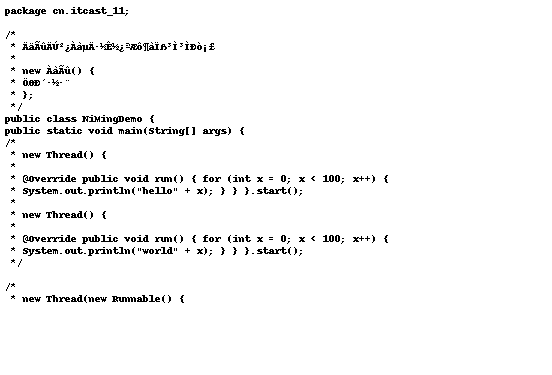 package cn.itcast_11;
/*
* ÄäÃûÄÚ²¿ÀàµÄ·½Ê½¿ªÆô¶àÏß³Ì³ÌÐò¡£
*
* new ÀàÃû() {
* ÖØÐ´·½·¨
* };
*/
public class NiMingDemo {
public static void main(String[] args) {
/*
* new Thread() {
*
* @Override public void run() { for (int x = 0; x < 100; x++) {
* System.out.println("hello" + x); } } }.start();
*
* new Thread() {
*
* @Override public void run() { for (int x = 0; x < 100; x++) {
* System.out.println("world" + x); } } }.start();
*/
/*
* new Thread(new Runnable() {